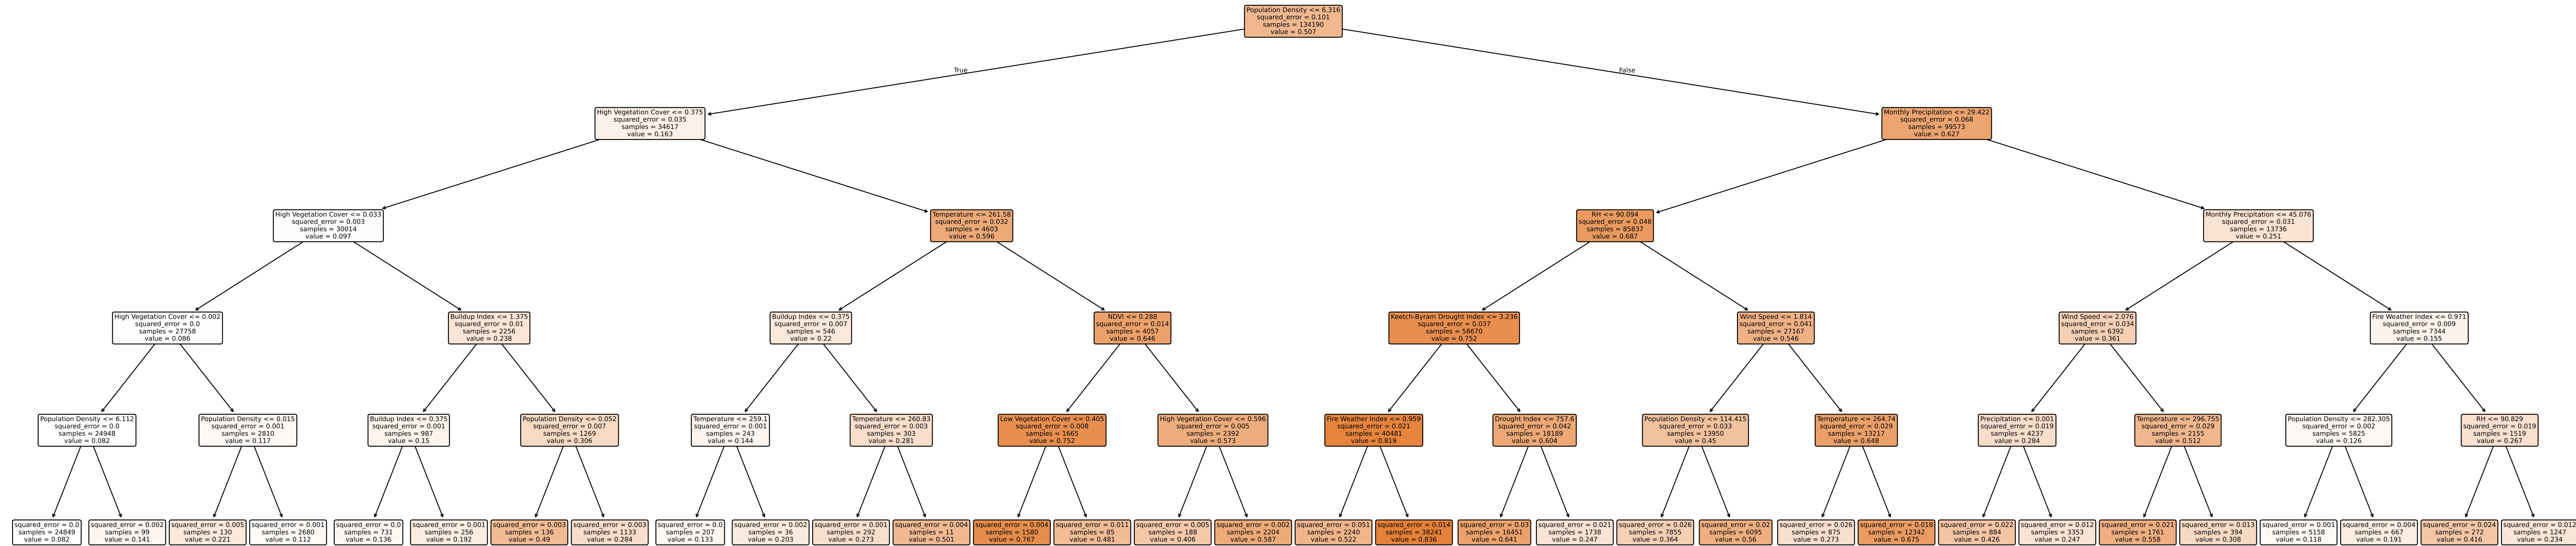 Population Density <= 6.316
squared_error = 0.101
samples = 134190
value = 0.507
True
False
High Vegetation Cover <= 0.375
squared_error = 0.035
samples = 34617
value = 0.163
Monthly Precipitation <= 29.422
squared_error = 0.068
samples = 99573
value = 0.627
High Vegetation Cover <= 0.033
squared_error = 0.003
samples = 30014
value = 0.097
Temperature <= 261.58
squared_error = 0.032
samples = 4603
value = 0.596
RH <= 90.094
squared_error = 0.048
samples = 85837
value = 0.687
Monthly Precipitation <= 45.076
squared_error = 0.031
samples = 13736
value = 0.251
High Vegetation Cover <= 0.002
squared_error = 0.0
samples = 27758
value = 0.086
Buildup Index <= 1.375
squared_error = 0.01
samples = 2256
value = 0.238
Buildup Index <= 0.375
squared_error = 0.007
samples = 546
value = 0.22
NDVI <= 0.288
squared_error = 0.014
samples = 4057
value = 0.646
Keetch-Byram Drought Index <= 3.236
squared_error = 0.037
samples = 58670
value = 0.752
Wind Speed <= 1.814
squared_error = 0.041
samples = 27167
value = 0.546
Wind Speed <= 2.076
squared_error = 0.034
samples = 6392
value = 0.361
Fire Weather Index <= 0.971
squared_error = 0.009
samples = 7344
value = 0.155
Population Density <= 6.112
squared_error = 0.0
samples = 24948
value = 0.082
Population Density <= 0.015
squared_error = 0.001
samples = 2810
value = 0.117
Buildup Index <= 0.375
squared_error = 0.001
samples = 987
value = 0.15
Population Density <= 0.052
squared_error = 0.007
samples = 1269
value = 0.306
Temperature <= 259.1
squared_error = 0.001
samples = 243
value = 0.144
Temperature <= 260.83
squared_error = 0.003
samples = 303
value = 0.281
Low Vegetation Cover <= 0.405
squared_error = 0.008
samples = 1665
value = 0.752
High Vegetation Cover <= 0.596
squared_error = 0.005
samples = 2392
value = 0.573
Fire Weather Index <= 0.959
squared_error = 0.021
samples = 40481
value = 0.819
Drought Index <= 757.6
squared_error = 0.042
samples = 18189
value = 0.604
Population Density <= 114.415
squared_error = 0.033
samples = 13950
value = 0.45
Temperature <= 264.74
squared_error = 0.029
samples = 13217
value = 0.648
Precipitation <= 0.001
squared_error = 0.019
samples = 4237
value = 0.284
Temperature <= 296.755
squared_error = 0.029
samples = 2155
value = 0.512
Population Density <= 282.305
squared_error = 0.002
samples = 5825
value = 0.126
RH <= 90.829
squared_error = 0.019
samples = 1519
value = 0.267
squared_error = 0.0
samples = 24849
value = 0.082
squared_error = 0.002
samples = 99
value = 0.141
squared_error = 0.005
samples = 130
value = 0.221
squared_error = 0.001
samples = 2680
value = 0.112
squared_error = 0.0
samples = 731
value = 0.136
squared_error = 0.001
samples = 256
value = 0.192
squared_error = 0.003
samples = 136
value = 0.49
squared_error = 0.003
samples = 1133
value = 0.284
squared_error = 0.0
samples = 207
value = 0.133
squared_error = 0.002
samples = 36
value = 0.203
squared_error = 0.001
samples = 292
value = 0.273
squared_error = 0.004
samples = 11
value = 0.501
squared_error = 0.004
samples = 1580
value = 0.767
squared_error = 0.011
samples = 85
value = 0.481
squared_error = 0.005
samples = 188
value = 0.406
squared_error = 0.002
samples = 2204
value = 0.587
squared_error = 0.051
samples = 2240
value = 0.522
squared_error = 0.014
samples = 38241
value = 0.836
squared_error = 0.03
samples = 16451
value = 0.641
squared_error = 0.021
samples = 1738
value = 0.247
squared_error = 0.026
samples = 7855
value = 0.364
squared_error = 0.02
samples = 6095
value = 0.56
squared_error = 0.026
samples = 875
value = 0.273
squared_error = 0.018
samples = 12342
value = 0.675
squared_error = 0.022
samples = 884
value = 0.426
squared_error = 0.012
samples = 3353
value = 0.247
squared_error = 0.021
samples = 1761
value = 0.558
squared_error = 0.013
samples = 394
value = 0.308
squared_error = 0.001
samples = 5158
value = 0.118
squared_error = 0.004
samples = 667
value = 0.191
squared_error = 0.024
samples = 272
value = 0.416
squared_error = 0.012
samples = 1247
value = 0.234